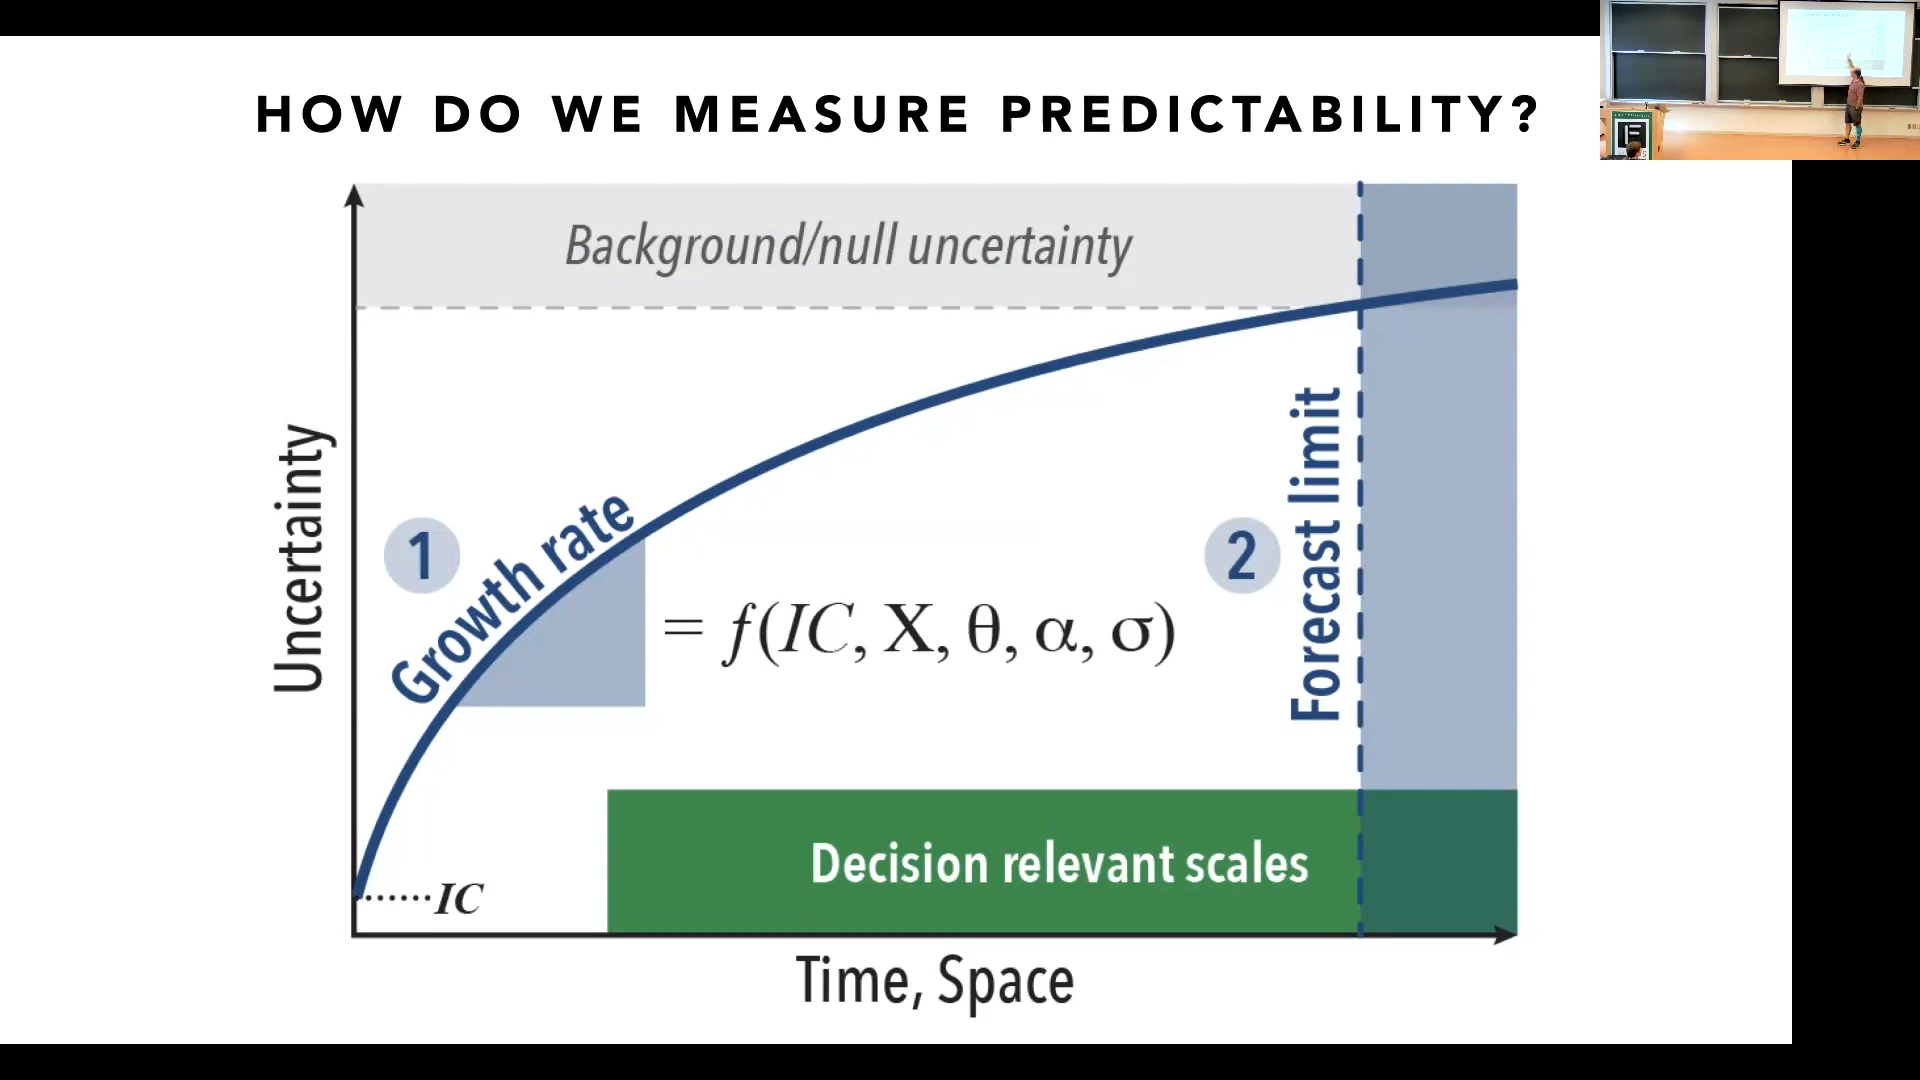 HOW DO WE MEASURE PREDICTABILITY?
Background/null uncertainty
Uncertainty
1
Growth rate
= f(IC, X, θ, α, σ)
2
Forecast limit
Decision relevant scales
IC
Time, Space